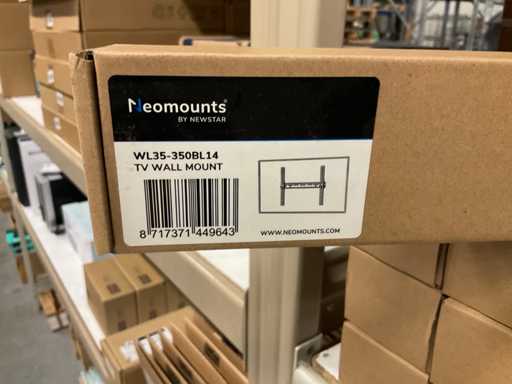 Neomounts
BY NEWSTAR
WL35-350BL14
TV WALL MOUNT
8 717371 449643
WWW.NEOMOUNTS.COM